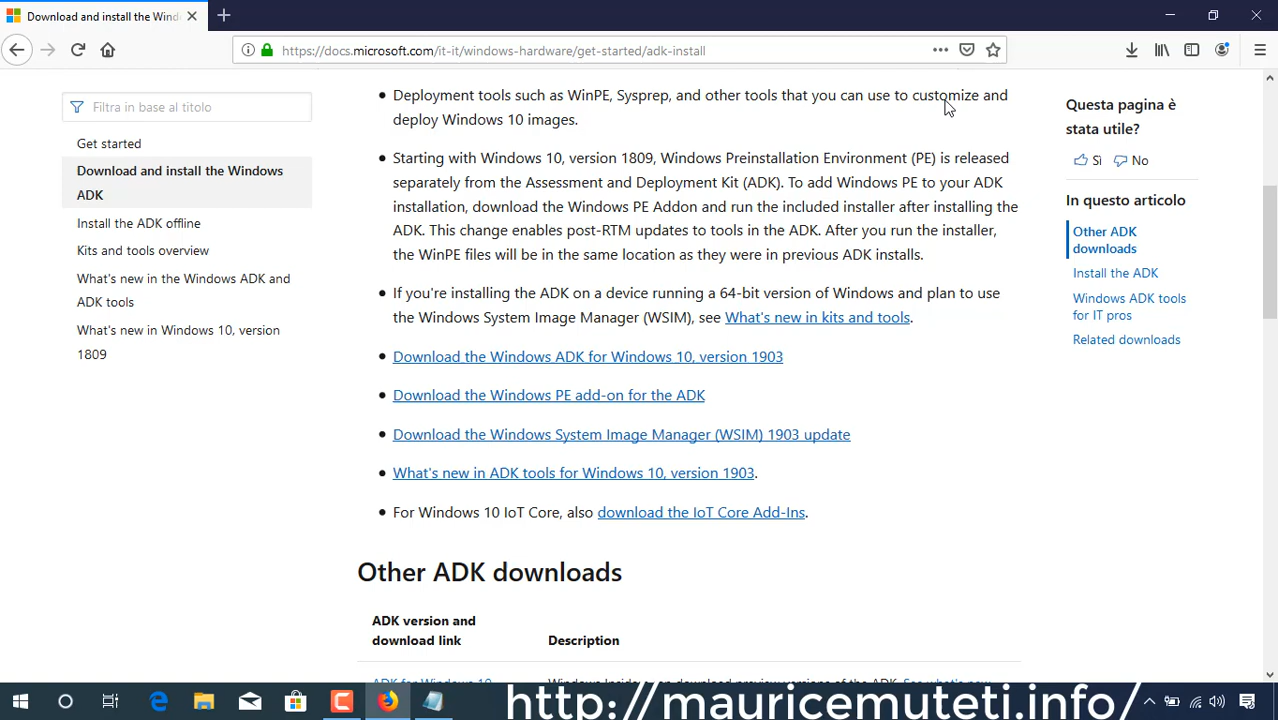 Download and install the Wind
https://docs.microsoft.com/it-it/windows-hardware/get-started/adk-install
Filtra in base al titolo
Get started
Download and install the Windows
ADK
Install the ADK offline
Kits and tools overview
What's new in the Windows ADK and
ADK tools
What's new in Windows 10, version
1809
Deployment tools such as WinPE, Sysprep, and other tools that you can use to customize and
deploy Windows 10 images.
Starting with Windows 10, version 1809, Windows Preinstallation Environment (PE) is released
separately from the Assessment and Deployment Kit (ADK). To add Windows PE to your ADK
installation, download the Windows PE Addon and run the included installer after installing the
ADK. This change enables post-RTM updates to tools in the ADK. After you run the installer,
the WinPE files will be in the same location as they were in previous ADK installs.
If you're installing the ADK on a device running a 64-bit version of Windows and plan to use
the Windows System Image Manager (WSIM), see What's new in kits and tools.
Download the Windows ADK for Windows 10, version 1903
Download the Windows PE add-on for the ADK
Download the Windows System Image Manager (WSIM) 1903 update
What's new in ADK tools for Windows 10, version 1903.
For Windows 10 IoT Core, also download the IoT Core Add-Ins.
Other ADK downloads
ADK version and
download link
Description
Questa pagina è
stata utile?
Sì No
In questo articolo
Other ADK
downloads
Install the ADK
Windows ADK tools
for IT pros
Related downloads
http://mauricemuteti.info/